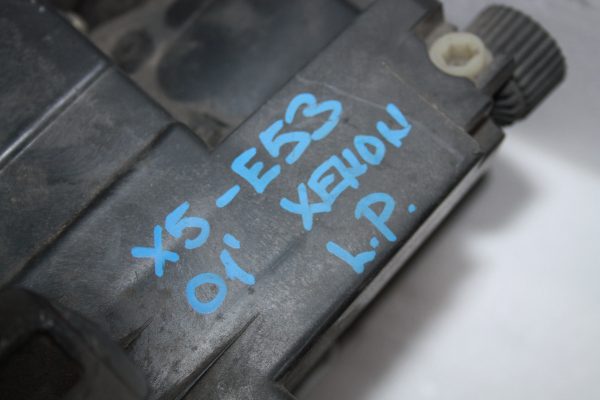 X5-E53
01' XENON
L.P.